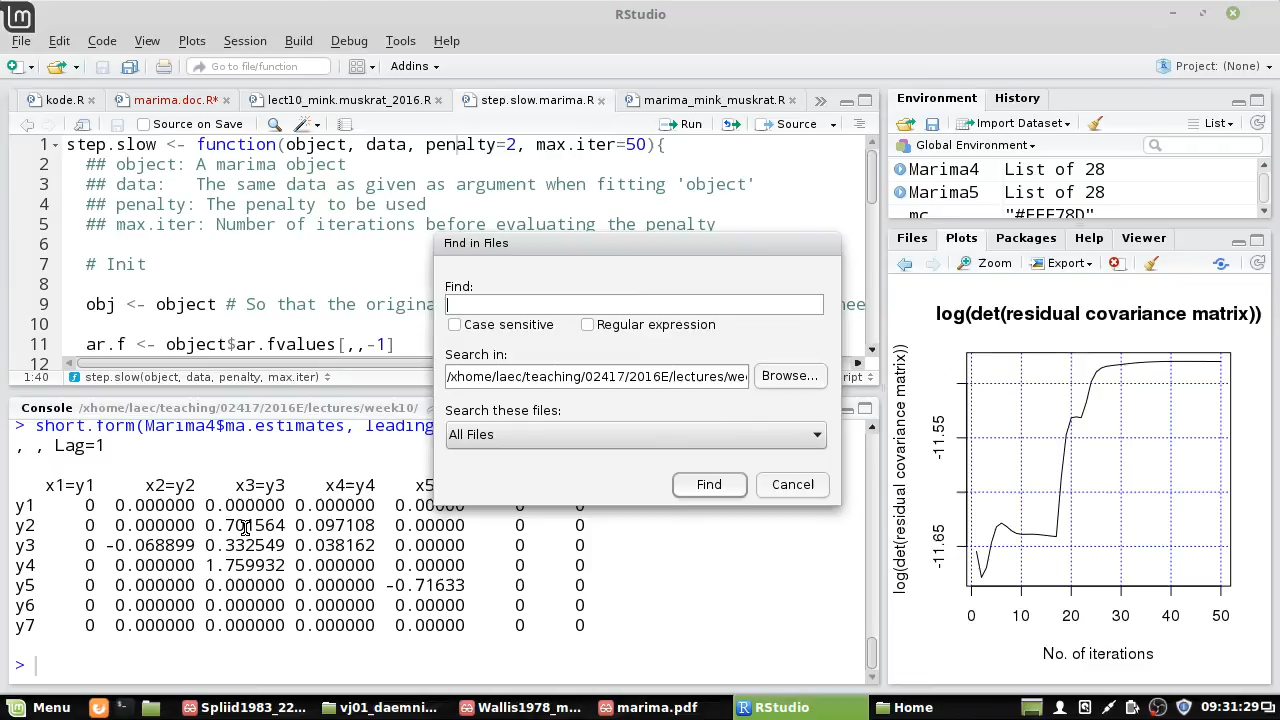 RStudio
File Edit Code View Plots Session Build Debug Tools Help
Go to file/function Addins Project: (None)
kode.R marima.doc.R* lect10_mink.muskrat_2016.R step.slow.marima.R marima_mink_muskrat.R
Source on Save Run Source
1 step.slow <- function(object, data, penalty=2, max.iter=50){
2 ## object: A marima object
3 ## data: The same data as given as argument when fitting 'object'
4 ## penalty: The penalty to be used
5 ## max.iter: Number of iterations before evaluating the penalty
6
7 # Init
8
9 obj <- object # So that the origina
10
11 ar.f <- object$ar.fvalues[,,-1]
12
1:40 step.slow(object, data, penalty, max.iter)
Find in Files
Find:
Case sensitive Regular expression
Search in:
/xhome/laec/teaching/02417/2016E/lectures/we Browse...
Search these files:
All Files
Find Cancel
Console /xhome/laec/teaching/02417/2016E/lectures/week10/
> short.form(Marima4$ma.estimates, leading
, , Lag=1
x1=y1 x2=y2 x3=y3 x4=y4 x5
y1 0 0.000000 0.000000 0.000000 0.00000 0 0
y2 0 0.000000 0.701564 0.097108 0.00000 0 0
y3 0 -0.068899 0.332549 0.038162 0.00000 0 0
y4 0 0.000000 1.759932 0.000000 0.00000 0 0
y5 0 0.000000 0.000000 0.000000 -0.71633 0 0
y6 0 0.000000 0.000000 0.000000 0.00000 0 0
y7 0 0.000000 0.000000 0.000000 0.00000 0 0
>
Environment History
Import Dataset List
Global Environment
Marima4 List of 28
Marima5 List of 28
mc "#FFF78D"
Files Plots Packages Help Viewer
Zoom Export
log(det(residual covariance matrix))
log(det(residual covariance matrix))
-11.55
-11.65
0 10 20 30 40 50
No. of iterations
Menu Spliid1983_22... vj01_daemni... Wallis1978_m... marima.pdf RStudio Home 09:31:29